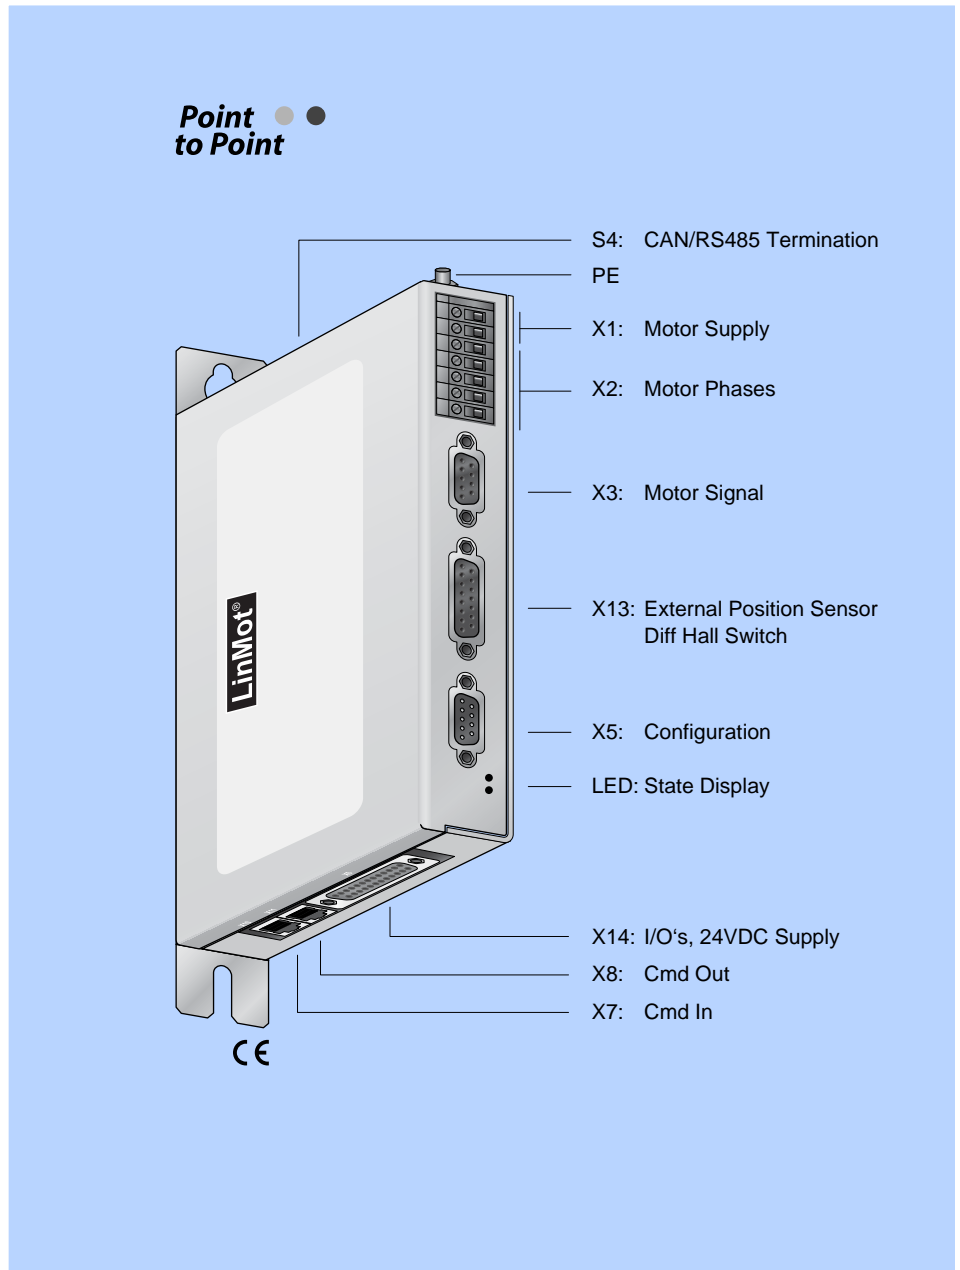 Point
to Point
S4: CAN/RS485 Termination
PE
X1: Motor Supply
X2: Motor Phases
X3: Motor Signal
X13: External Position Sensor
Diff Hall Switch
X5: Configuration
LED: State Display
X14: I/O‘s, 24VDC Supply
X8: Cmd Out
X7: Cmd In
LinMot®
CE